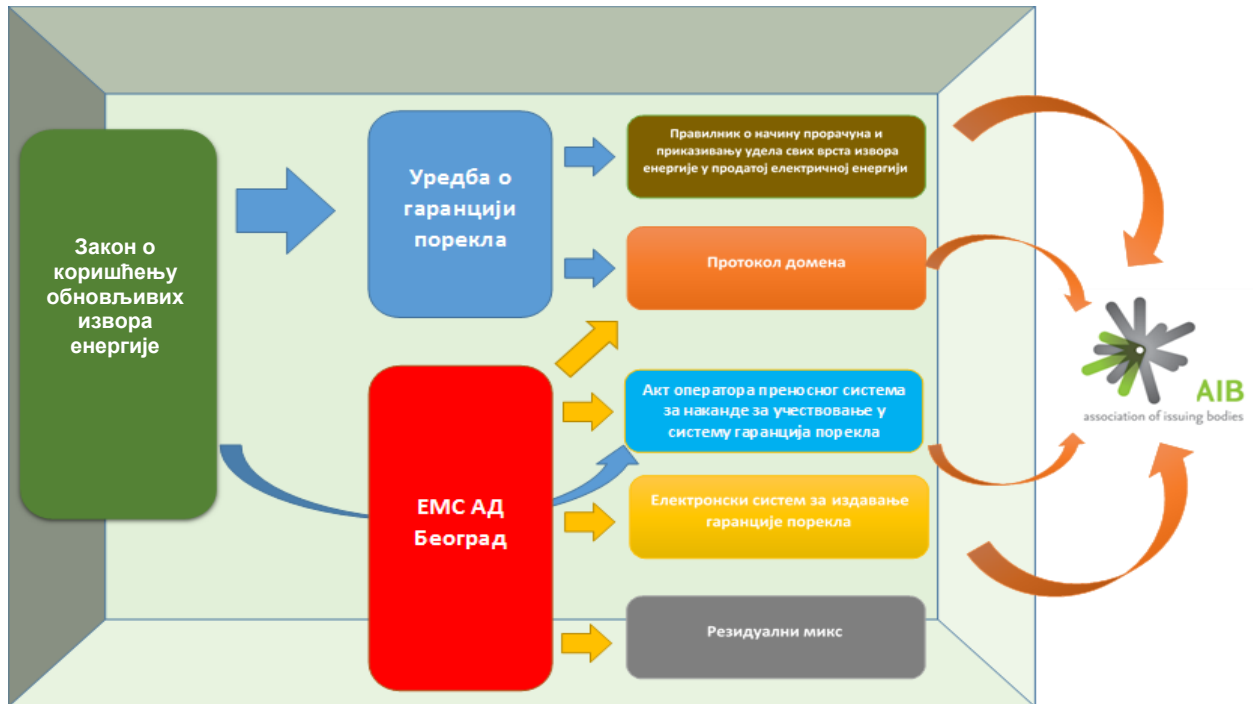 Закон о
коришћењу
обновљивих
извора
енергије
Уредба о
гаранцији
порекла
ЕМС АД
Београд
Правилник о начину прорачуна и
приказивању удела свих врста извора
енергије у продатој електричној енергији
Протокол домена
Акт оператора преносног система
за наканде за учествовање у
систему гаранција порекла
Електронски систем за издавање
гаранције порекла
Резидуални микс
AIB
association of issuing bodies